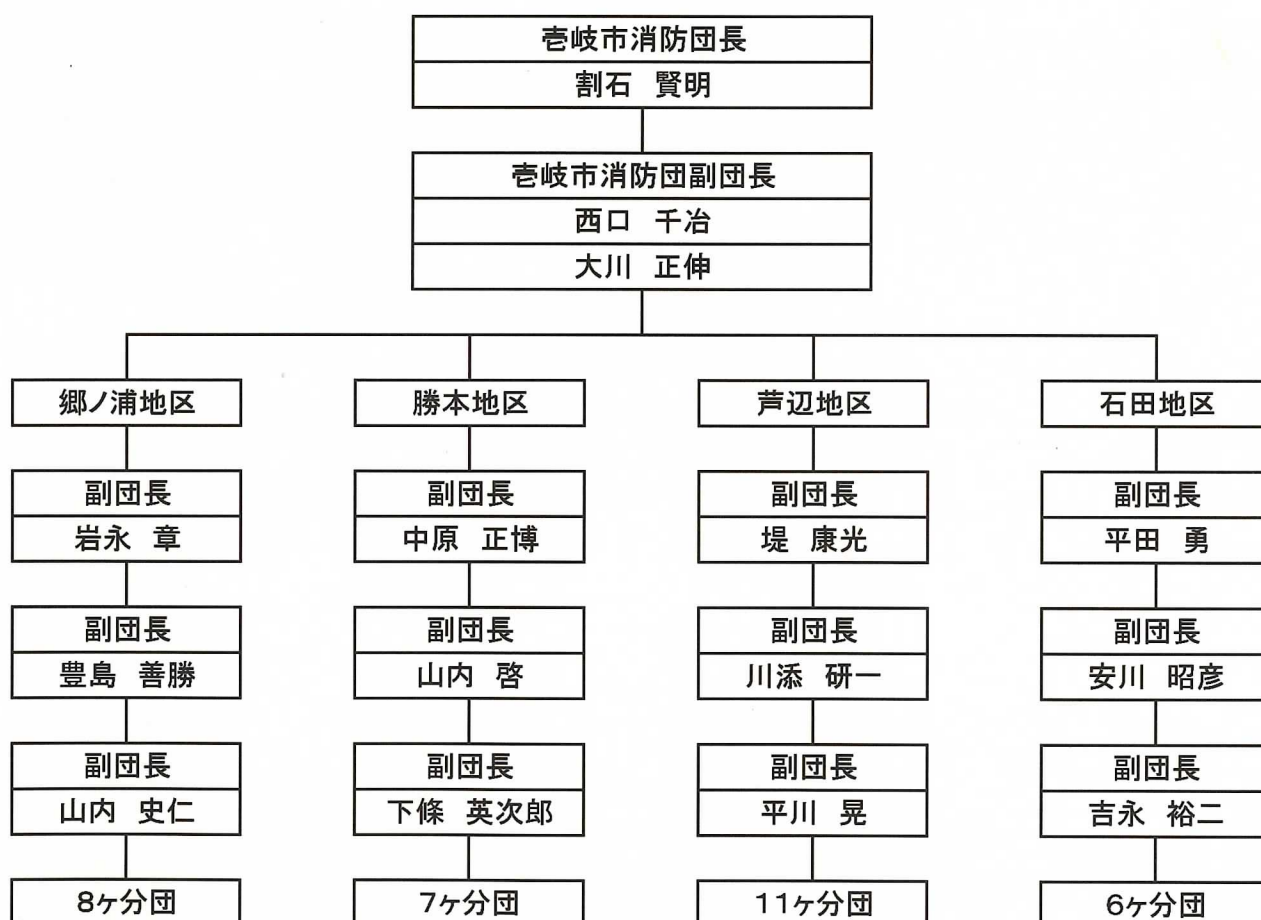 壱岐市消防団長
割石 賢明
壱岐市消防団副団長
西口 千冶
大川 正伸
郷ノ浦地区
勝本地区
芦辺地区
石田地区
副団長
岩永 章
副団長
中原 正博
副団長
堤 康光
副団長
平田 勇
副団長
豊島 善勝
副団長
山内 啓
副団長
川添 研一
副団長
安川 昭彦
副団長
山内 史仁
副団長
下條 英次郎
副団長
平川 晃
副団長
吉永 裕二
8ヶ分団
7ヶ分団
11ヶ分団
6ヶ分団